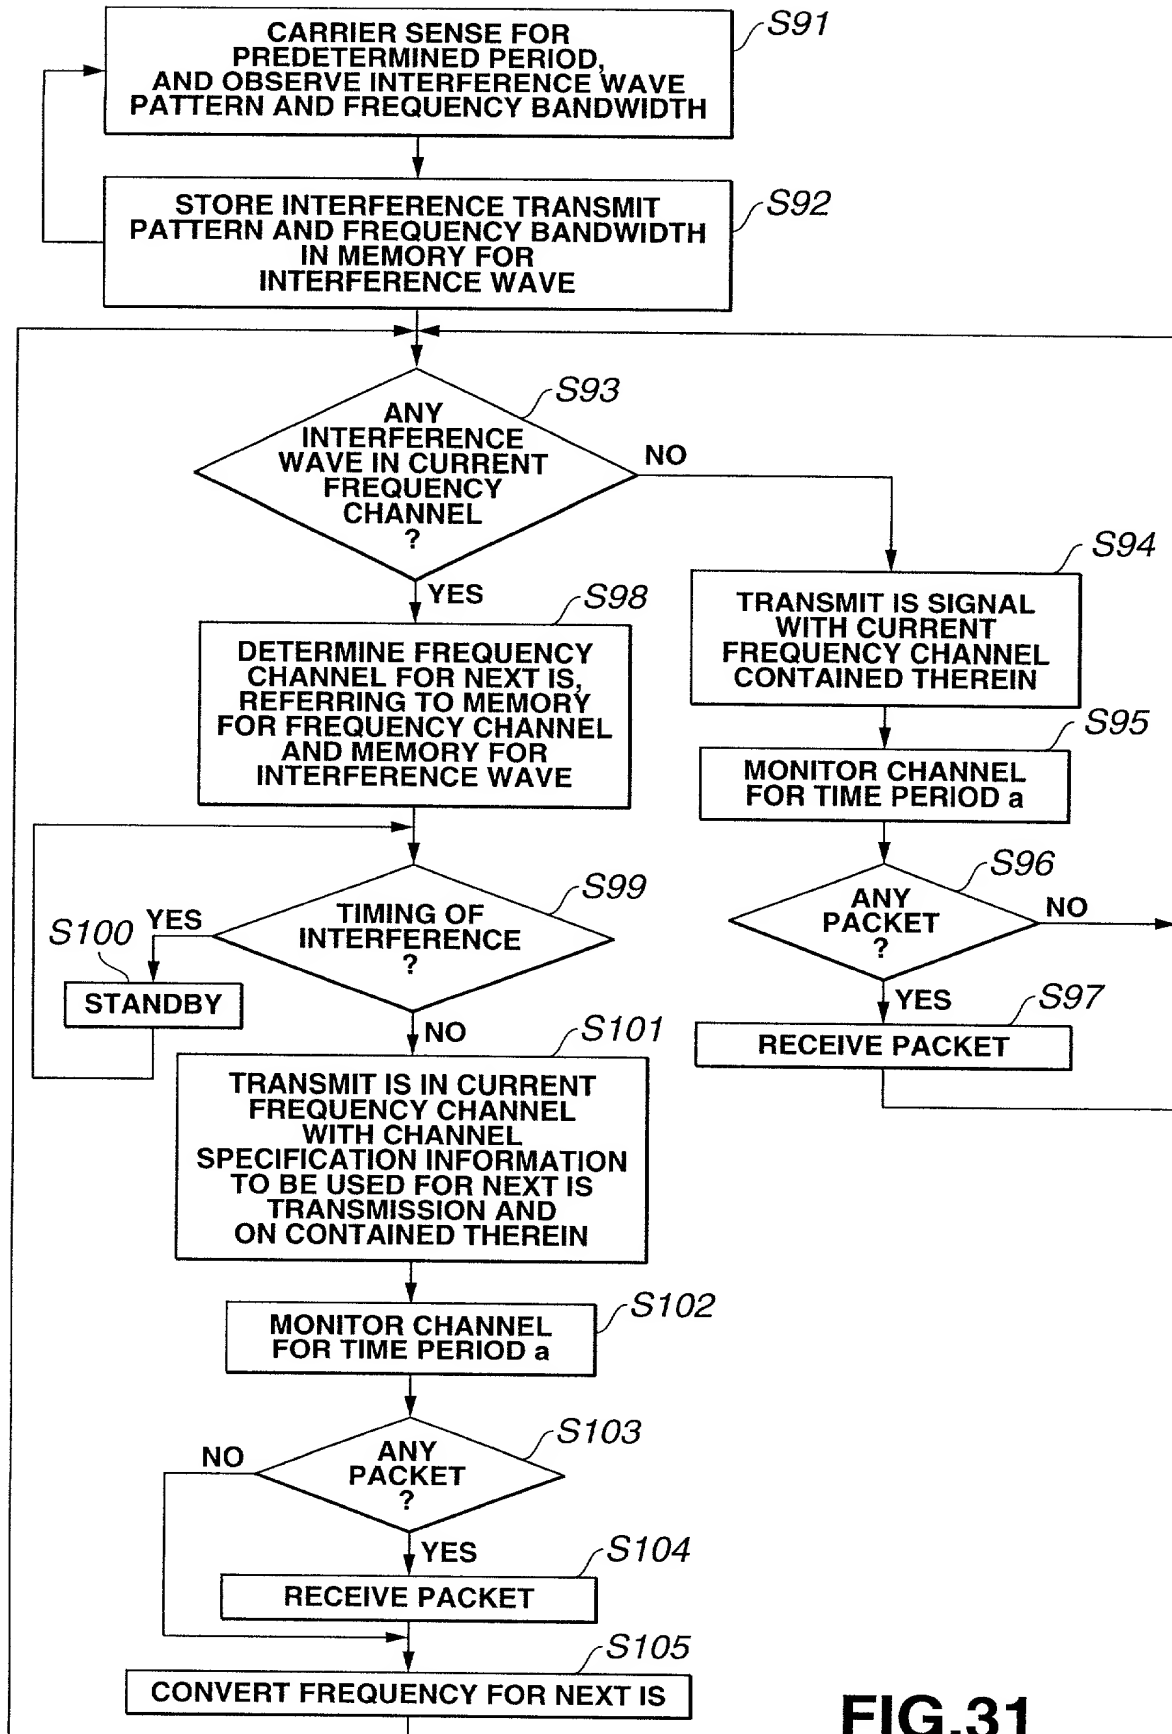 S91
CARRIER SENSE FOR
PREDETERMINED PERIOD,
AND OBSERVE INTERFERENCE WAVE
PATTERN AND FREQUENCY BANDWIDTH
S92
STORE INTERFERENCE TRANSMIT
PATTERN AND FREQUENCY BANDWIDTH
IN MEMORY FOR
INTERFERENCE WAVE
S93
ANY
INTERFERENCE
WAVE IN CURRENT
FREQUENCY
CHANNEL
?
NO
YES
S94
TRANSMIT IS SIGNAL
WITH CURRENT
FREQUENCY CHANNEL
CONTAINED THEREIN
S95
MONITOR CHANNEL
FOR TIME PERIOD a
S96
ANY
PACKET
?
NO
YES
S97
RECEIVE PACKET
S98
DETERMINE FREQUENCY
CHANNEL FOR NEXT IS,
REFERRING TO MEMORY
FOR FREQUENCY CHANNEL
AND MEMORY FOR
INTERFERENCE WAVE
S99
TIMING OF
INTERFERENCE
?
YES
S100
STANDBY
NO
S101
TRANSMIT IS IN CURRENT
FREQUENCY CHANNEL
WITH CHANNEL
SPECIFICATION INFORMATION
TO BE USED FOR NEXT IS
TRANSMISSION AND
ON CONTAINED THEREIN
S102
MONITOR CHANNEL
FOR TIME PERIOD a
S103
ANY
PACKET
?
NO
YES
S104
RECEIVE PACKET
S105
CONVERT FREQUENCY FOR NEXT IS
FIG.31